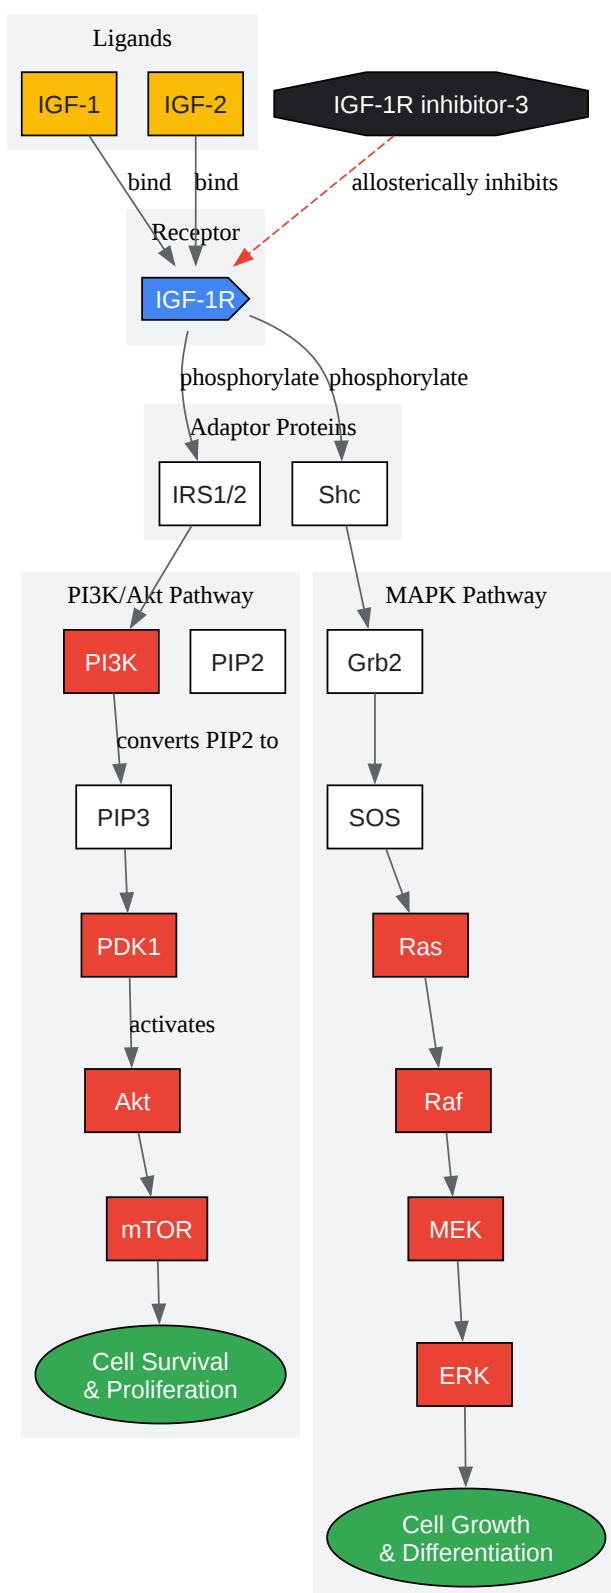 Ligands
IGF-1
IGF-2
IGF-1R inhibitor-3
bind
bind
allosterically inhibits
Receptor
IGF-1R
phosphorylate
phosphorylate
Adaptor Proteins
IRS1/2
Shc
PI3K/Akt Pathway
MAPK Pathway
PI3K
PIP2
Grb2
converts PIP2 to
PIP3
SOS
PDK1
Ras
activates
Akt
Raf
mTOR
MEK
Cell Survival
& Proliferation
ERK
Cell Growth
& Differentiation